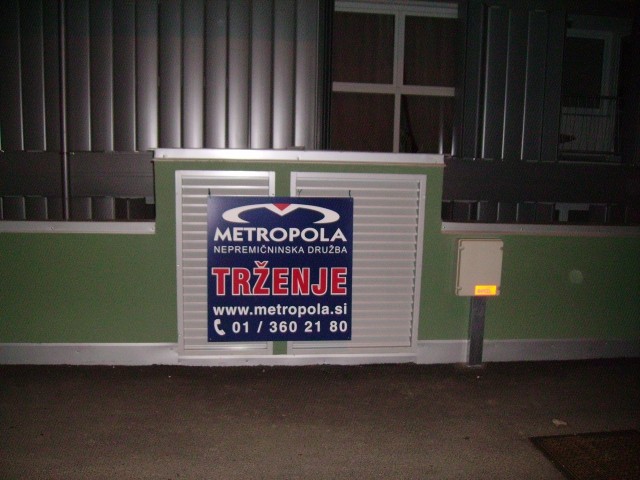 METROPOLA
NEPREMIČNINSKA DRUŽBA
TRŽENJE
www.metropola.si
01 / 360 21 80